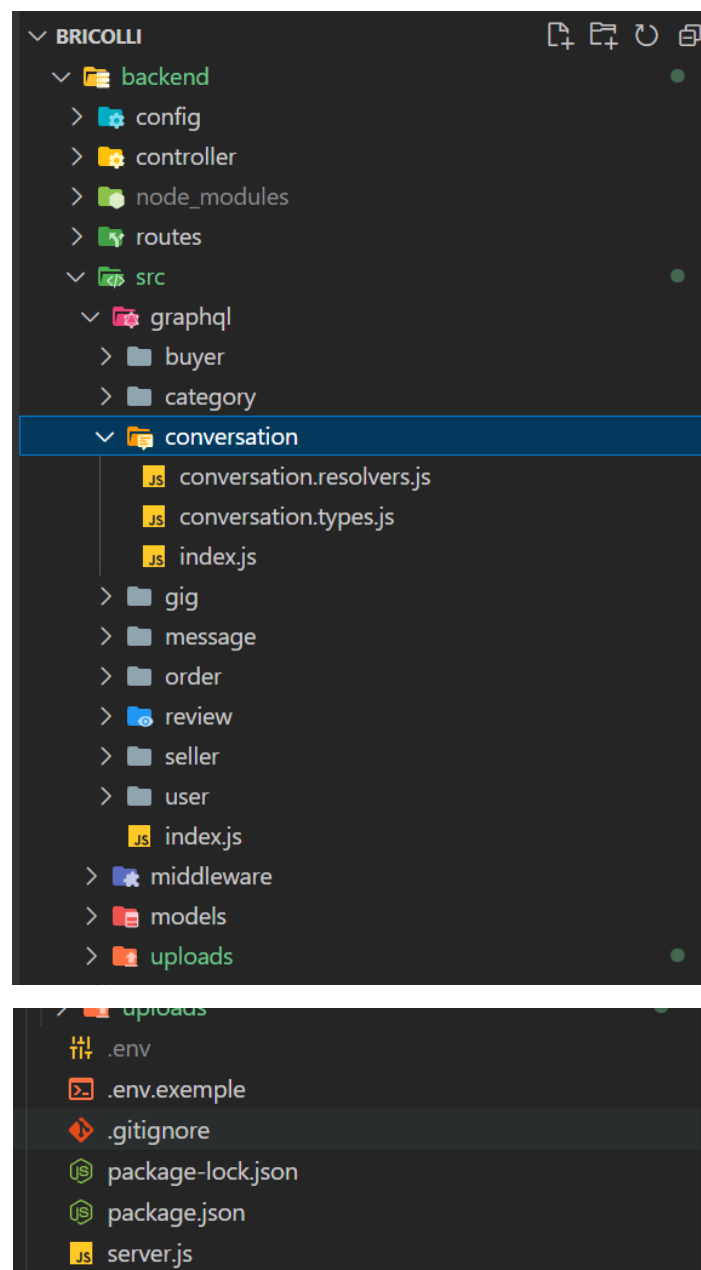 BRICOLLI
backend
config
controller
node_modules
routes
src
graphql
buyer
category
conversation
JS conversation.resolvers.js
JS conversation.types.js
JS index.js
gig
message
order
review
seller
user
JS index.js
middleware
models
uploads
uploads
.env
.env.exemple
.gitignore
package-lock.json
package.json
JS server.js